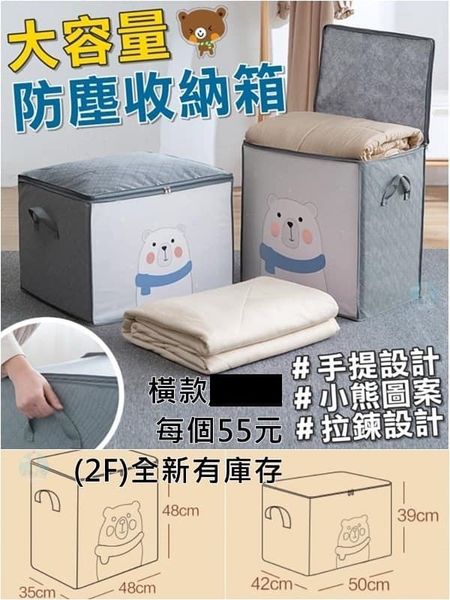 大容量
防塵收納箱
#手提設計
#小熊圖案
#拉鍊設計
橫款
每個55元
(2F)全新有庫存
48cm
35cm
48cm
39cm
42cm
50cm